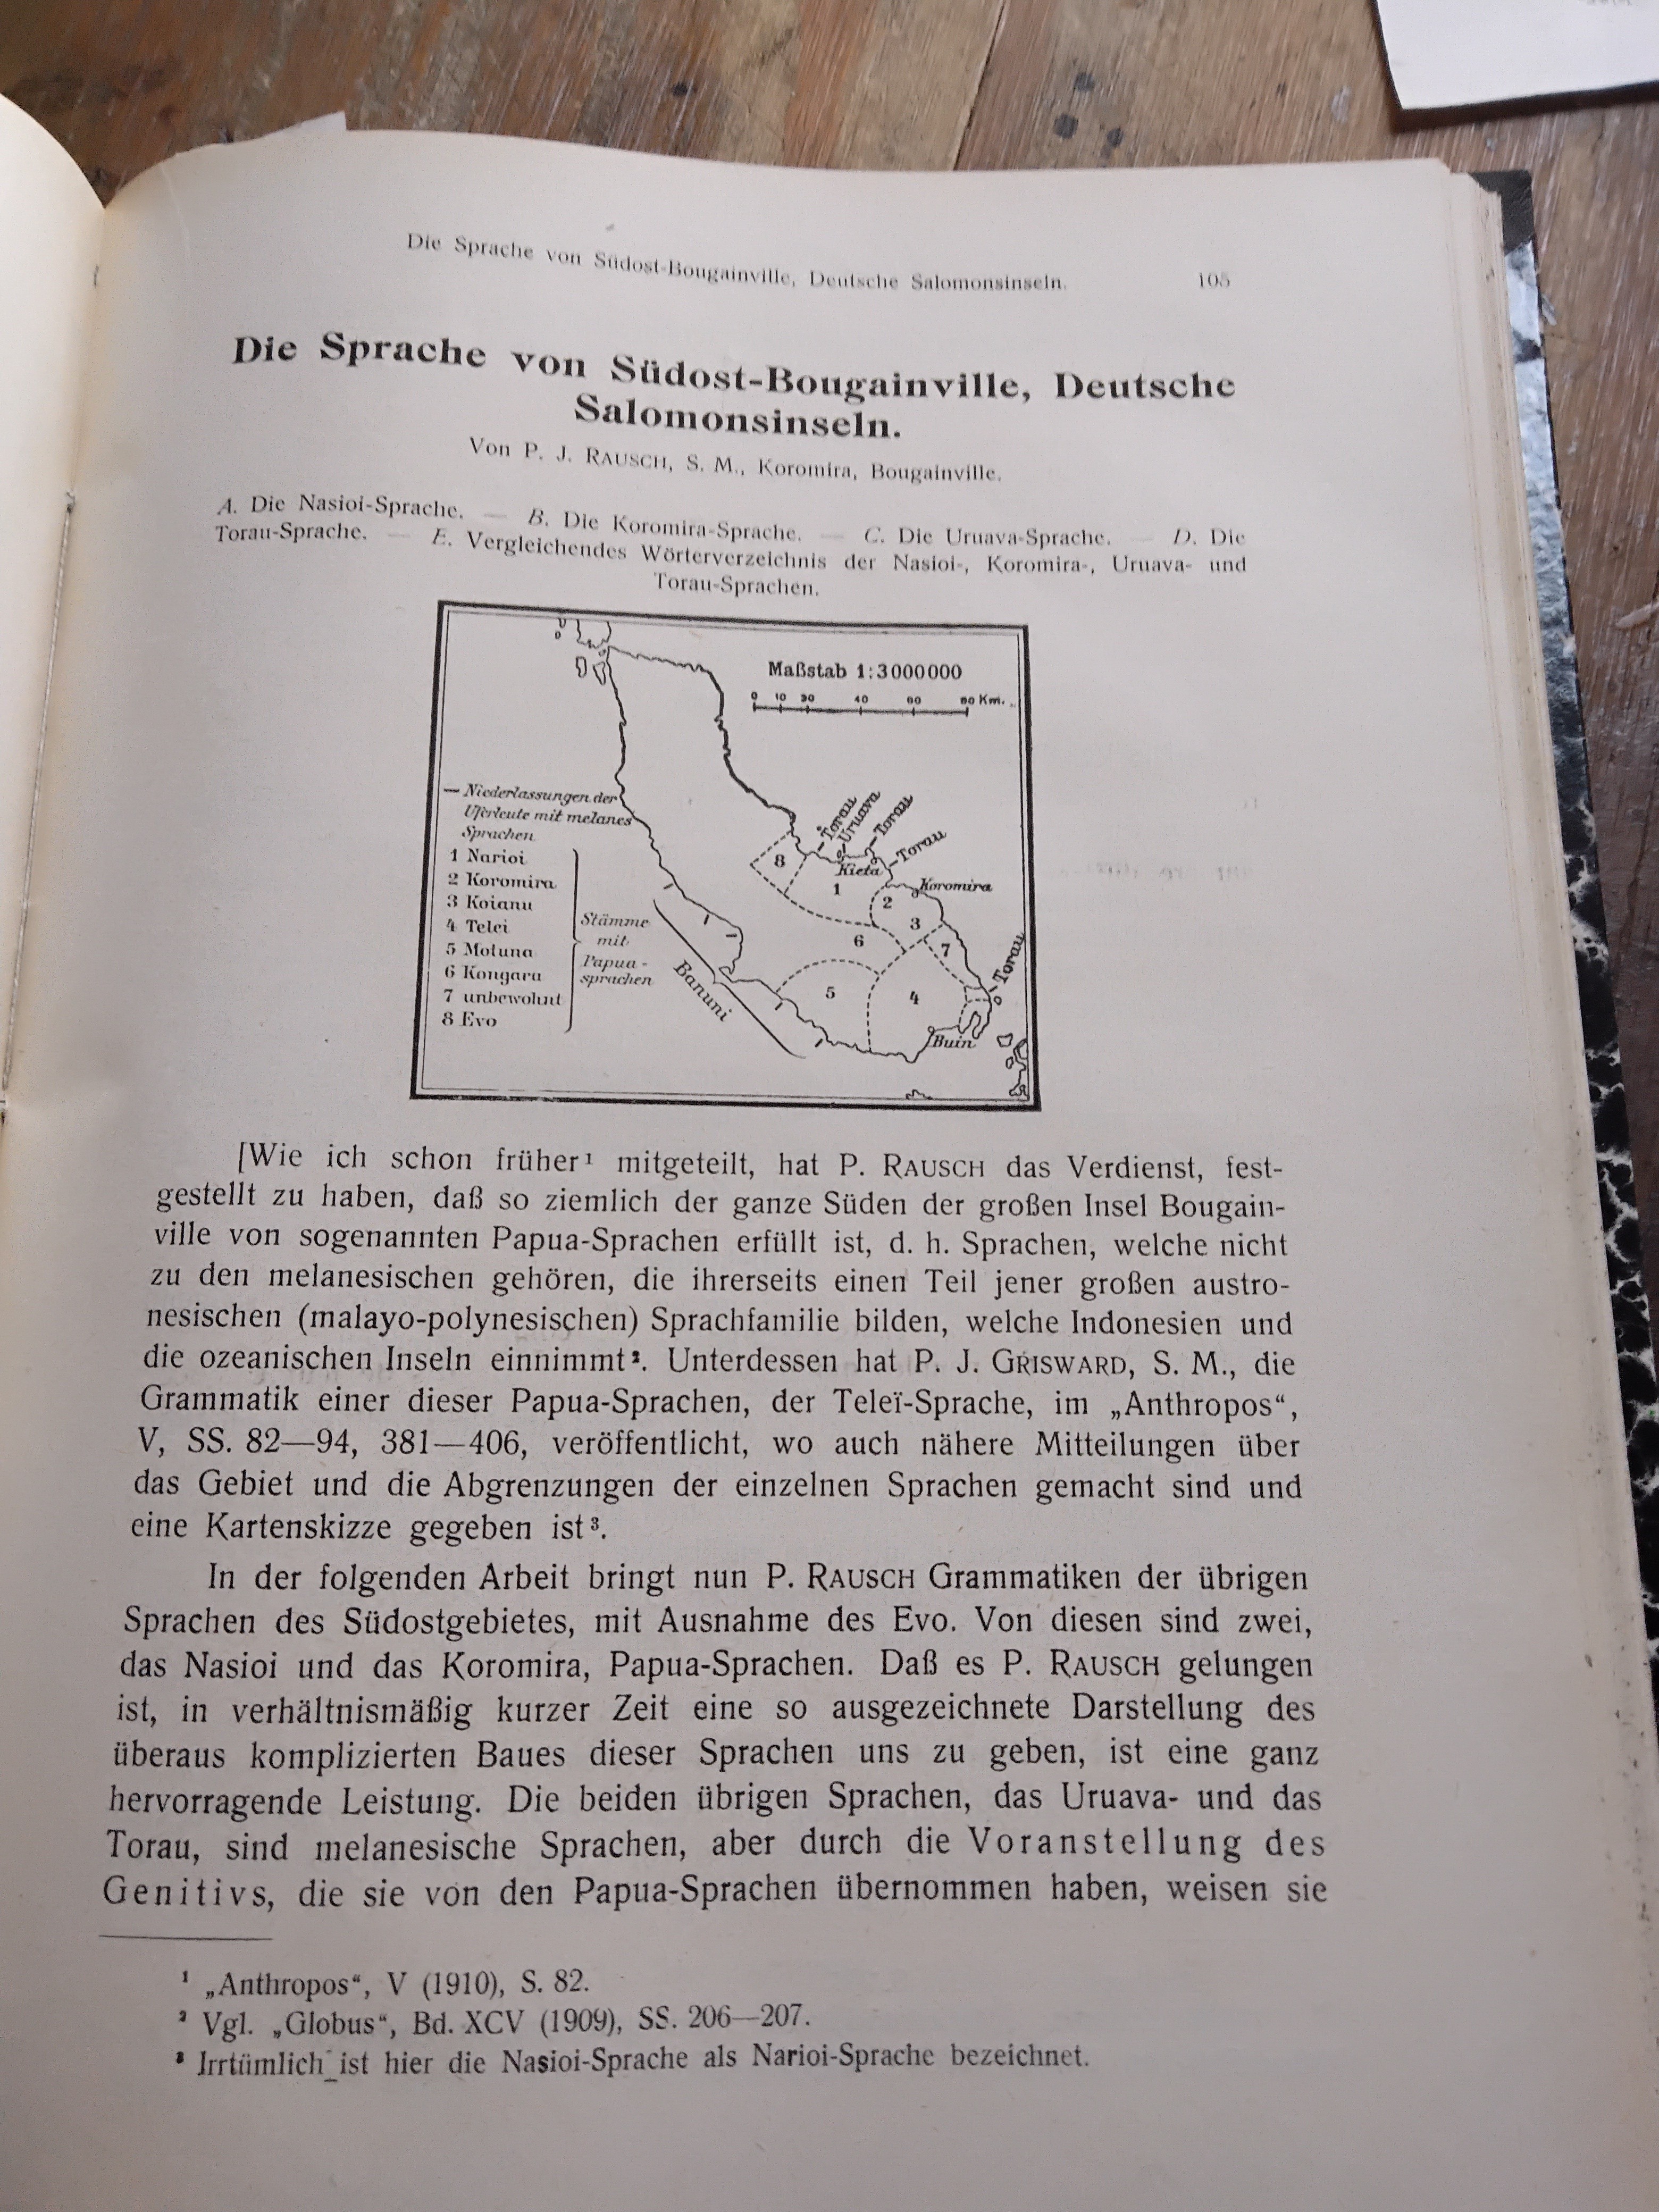 Die Sprache von Südost-Bougainville, Deutsche Salomonsinseln. 105
Die Sprache von Südost-Bougainville, Deutsche
Salomonsinseln.
Von P. J. RAUSCH, S. M., Koromira, Bougainville.
A. Die Nasioi-Sprache. — B. Die Koromira-Sprache. — C. Die Uruava-Sprache. — D. Die
Torau-Sprache. — E. Vergleichendes Wörterverzeichnis der Nasioi-, Koromira-, Uruava- und
Torau-Sprachen.
Maßstab 1:3000000
0 10 20 40 60 80 Km.
— Niederlassungen der
Uferleute mit melanes
Sprachen
1 Narioi
2 Koromira
3 Koianu
4 Telei
5 Motuna
6 Kongara
7 unbewohnt
8 Evo
Stämme
mit
Papua-
sprachen
Banuni
Torau
Uruava
Torau
Torau
Kieta
Koromira
Torau
Buin
8
1
2
3
6
7
5
4
[Wie ich schon früher¹ mitgeteilt, hat P. RAUSCH das Verdienst, fest-
gestellt zu haben, daß so ziemlich der ganze Süden der großen Insel Bougain-
ville von sogenannten Papua-Sprachen erfüllt ist, d. h. Sprachen, welche nicht
zu den melanesischen gehören, die ihrerseits einen Teil jener großen austro-
nesischen (malayo-polynesischen) Sprachfamilie bilden, welche Indonesien und
die ozeanischen Inseln einnimmt². Unterdessen hat P. J. GRISWARD, S. M., die
Grammatik einer dieser Papua-Sprachen, der Teleï-Sprache, im „Anthropos“,
V, SS. 82—94, 381—406, veröffentlicht, wo auch nähere Mitteilungen über
das Gebiet und die Abgrenzungen der einzelnen Sprachen gemacht sind und
eine Kartenskizze gegeben ist³.
In der folgenden Arbeit bringt nun P. RAUSCH Grammatiken der übrigen
Sprachen des Südostgebietes, mit Ausnahme des Evo. Von diesen sind zwei,
das Nasioi und das Koromira, Papua-Sprachen. Daß es P. RAUSCH gelungen
ist, in verhältnismäßig kurzer Zeit eine so ausgezeichnete Darstellung des
überaus komplizierten Baues dieser Sprachen uns zu geben, ist eine ganz
hervorragende Leistung. Die beiden übrigen Sprachen, das Uruava- und das
Torau, sind melanesische Sprachen, aber durch die Voranstellung des
Genitivs, die sie von den Papua-Sprachen übernommen haben, weisen sie
¹ „Anthropos“, V (1910), S. 82.
² Vgl. „Globus“, Bd. XCV (1909), SS. 206—207.
³ Irrtümlich ist hier die Nasioi-Sprache als Narioi-Sprache bezeichnet.